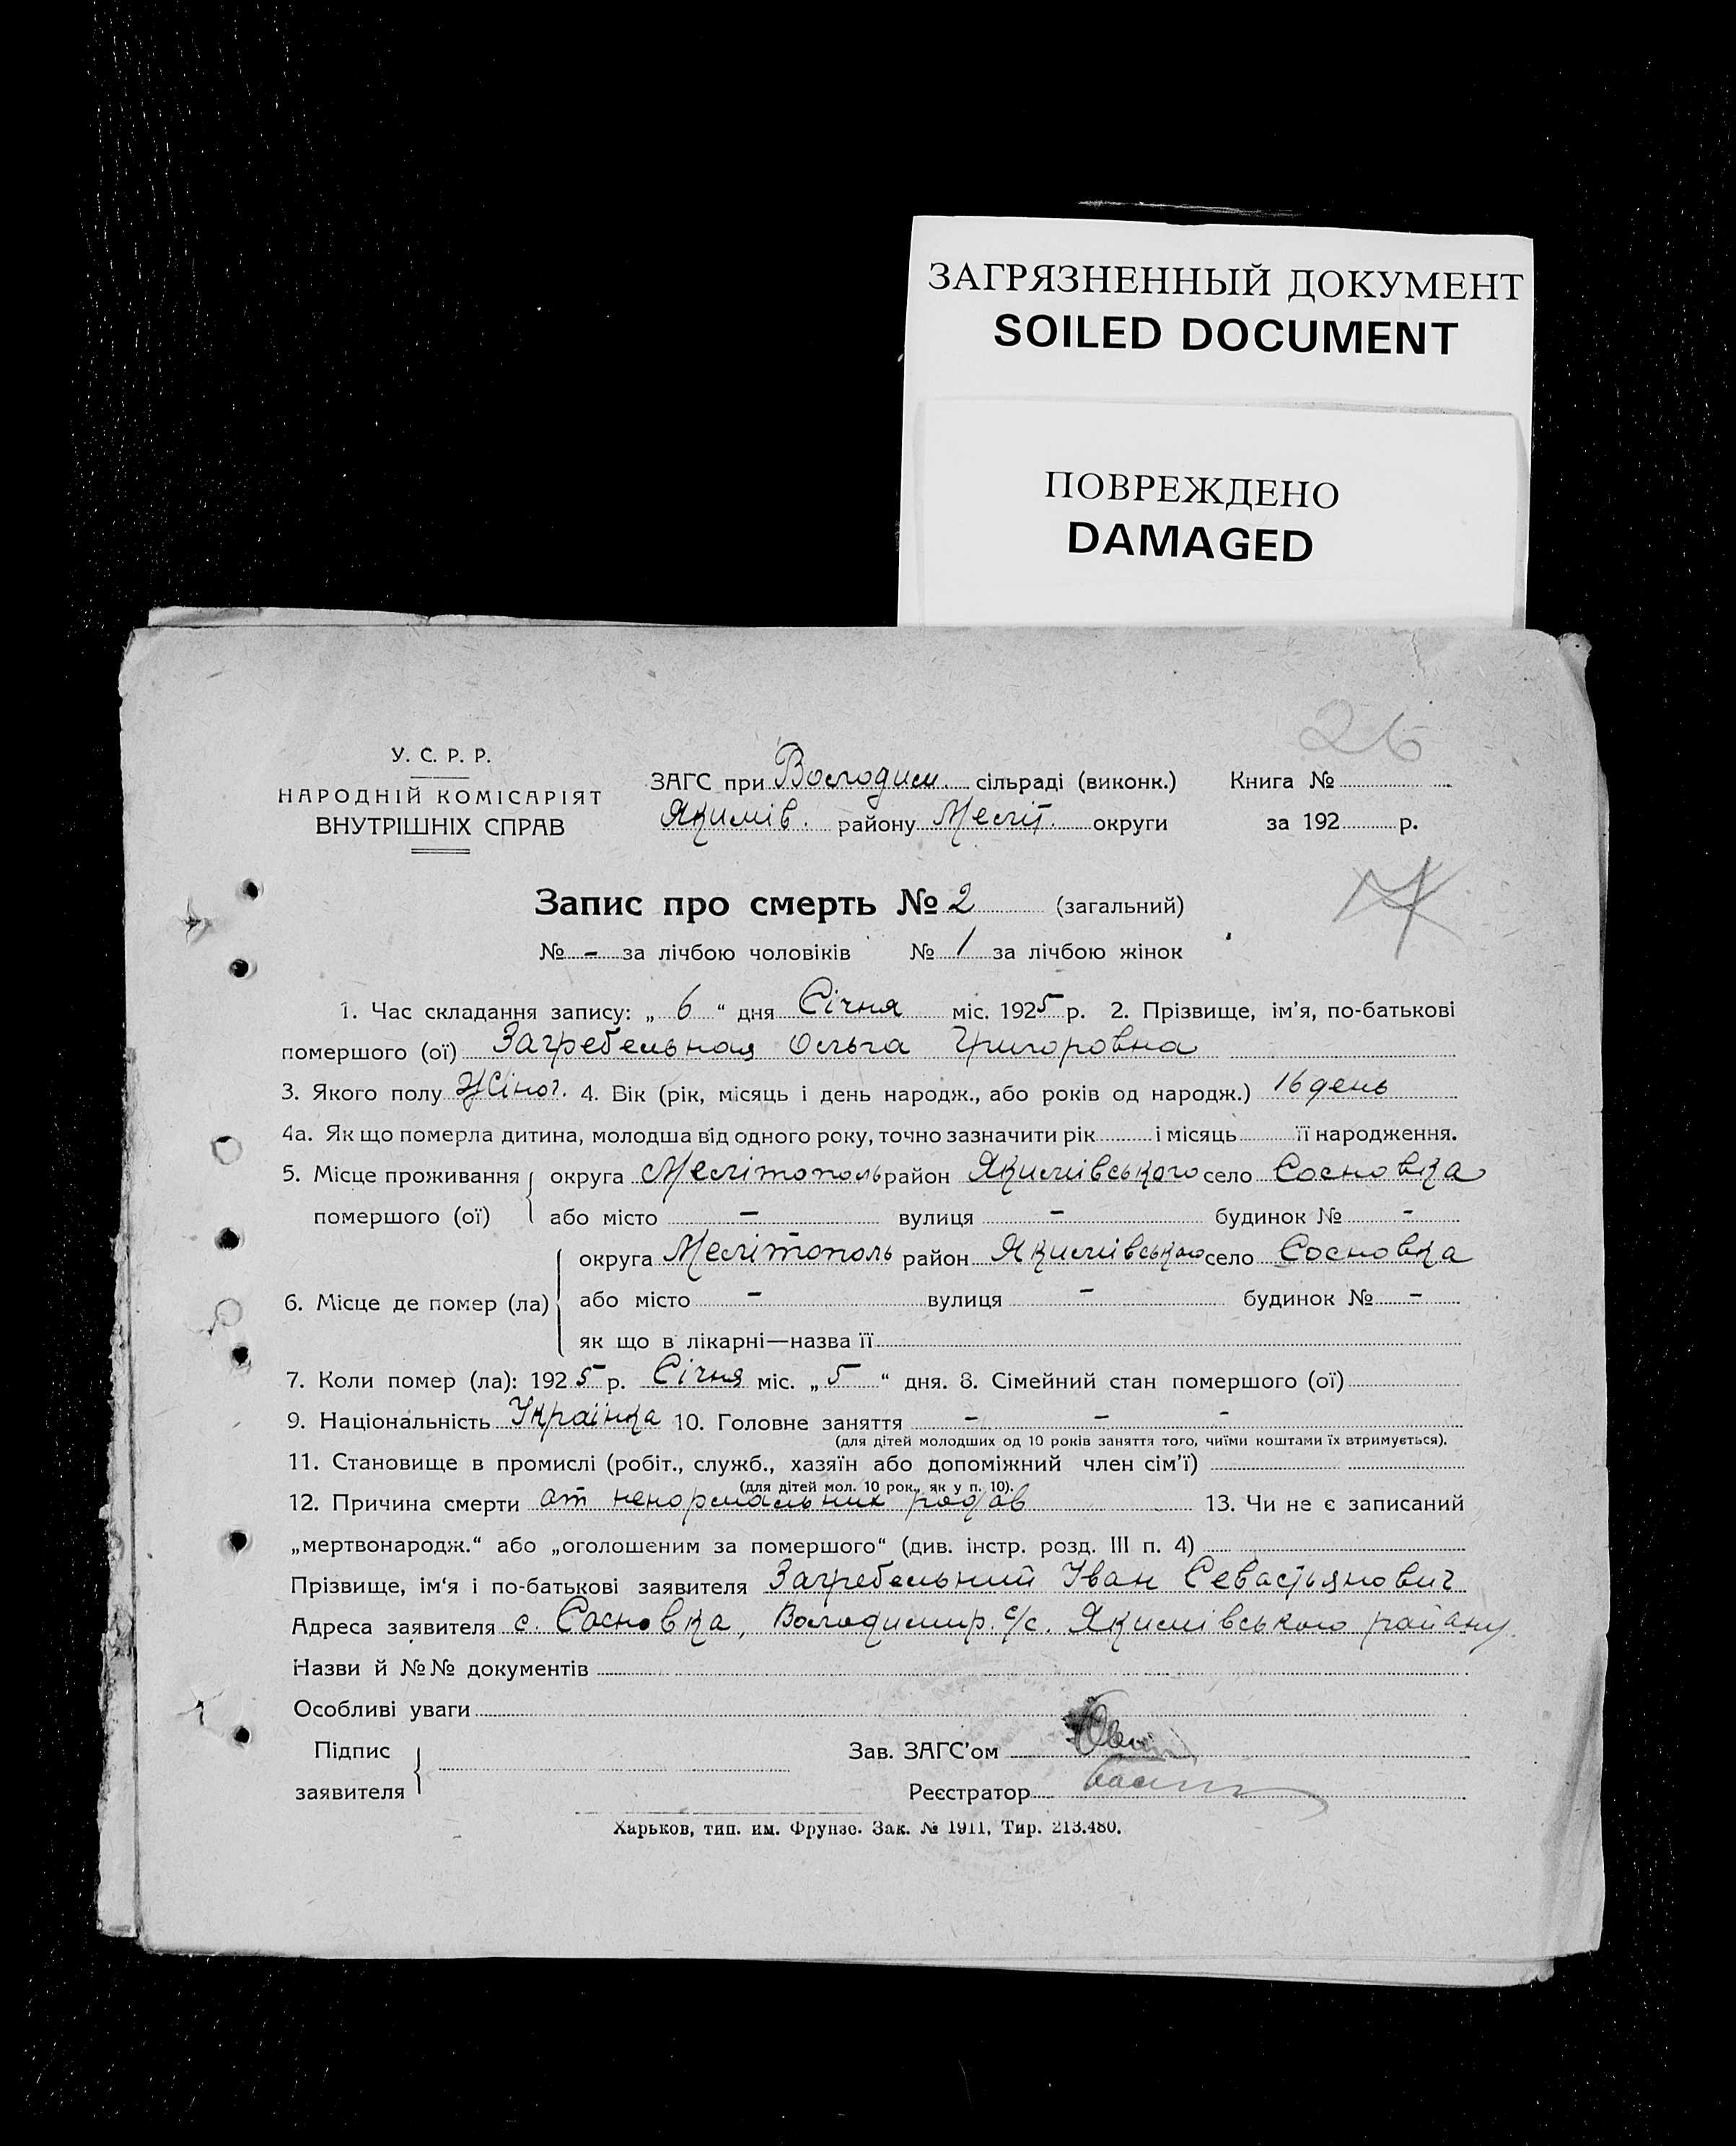 ЗАГРЯЗНЕННЫЙ ДОКУМЕНТ
SOILED DOCUMENT
ПОВРЕЖДЕНО
DAMAGED
26
У. С. Р. Р.
НАРОДНІЙ КОМІСАРІЯТ
ВНУТРІШНІХ СПРАВ
ЗАГС при Володим. сільраді (виконк.) Книга №
Якимів. району Меліт. округи за 192 р.
Запис про смерть № 2 (загальний)
№ - за лічбою чоловіків № 1 за лічбою жінок
1. Час складання запису: „ 6 “ дня Січня міс. 1925 р. 2. Прізвище, ім'я, по-батькові
помершого (ої) Загребельная Ольга Григоровна
3. Якого полу Жіноч. 4. Вік (рік, місяць і день народж., або років од народж.) 16 день
4а. Як що померла дитина, молодша від одного року, точно зазначити рік і місяць її народження.
5. Місце проживання округа Мелітополь район Якимівського село Сосновка
помершого (ої) або місто - вулиця - будинок № -
округа Мелітополь район Якимівського село Сосновка
6. Місце де помер (ла) або місто - вулиця - будинок № -
як що в лікарні—назва її
7. Коли помер (ла): 1925 р. Січня міс. „ 5 “ дня. 8. Сімейний стан помершого (ої)
9. Національність Українка 10. Головне заняття - - -
(для дітей молодших од 10 років заняття того, чиїми коштами їх втримується).
11. Становище в промислі (робіт., служб., хазяїн або допоміжний член сім'ї)
(для дітей мол. 10 рок., як у п. 10).
12. Причина смерти от ненормальних родов 13. Чи не є записаний
„мертвонародж.“ або „оголошеним за помершого“ (див. інстр. розд. III п. 4)
Прізвище, ім'я і по-батькові заявителя Загребельний Іван Севастьянович
Адреса заявителя с. Сосновка, Володимир. с/с. Якимівського району.
Назви й №№ документів
Особливі уваги
Підпис Зав. ЗАГС'ом
заявителя Реєстратор
Харьков, тип. им. Фрунзе. Зак. № 1911, Тир. 213.480.